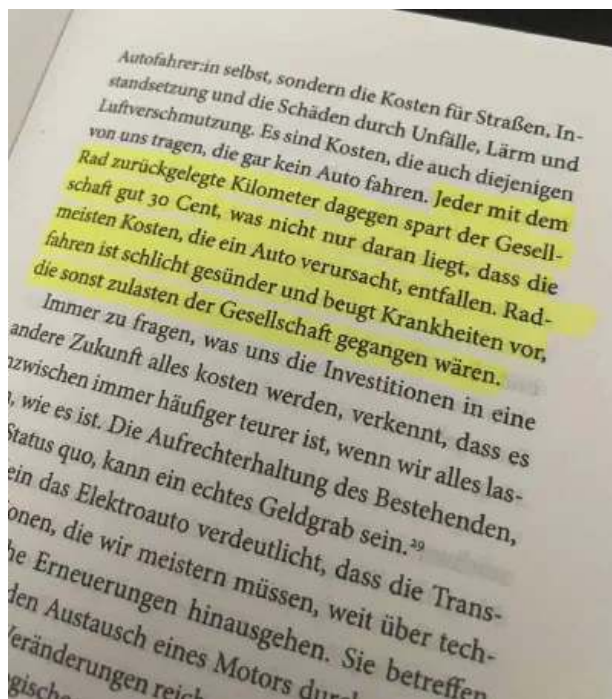 Autofahrer:in selbst, sondern die Kosten für Straßen, In-
standsetzung und die Schäden durch Unfälle, Lärm und
Luftverschmutzung. Es sind Kosten, die auch diejenigen
von uns tragen, die gar kein Auto fahren. Jeder mit dem
Rad zurückgelegte Kilometer dagegen spart der Gesell-
schaft gut 30 Cent, was nicht nur daran liegt, dass die
meisten Kosten, die ein Auto verursacht, entfallen. Rad-
fahren ist schlicht gesünder und beugt Krankheiten vor,
die sonst zulasten der Gesellschaft gegangen wären.
Immer zu fragen, was uns die Investitionen in eine
andere Zukunft alles kosten werden, verkennt, dass es
nzwischen immer häufiger teurer ist, wenn wir alles las-
n, wie es ist. Die Aufrechterhaltung des Bestehenden,
Status quo, kann ein echtes Geldgrab sein.²⁹
ein das Elektroauto verdeutlicht, dass die Trans-
onen, die wir meistern müssen, weit über tech-
he Erneuerungen hinausgehen. Sie betreffen
den Austausch eines Motors durch
Veränderungen reich
ogische